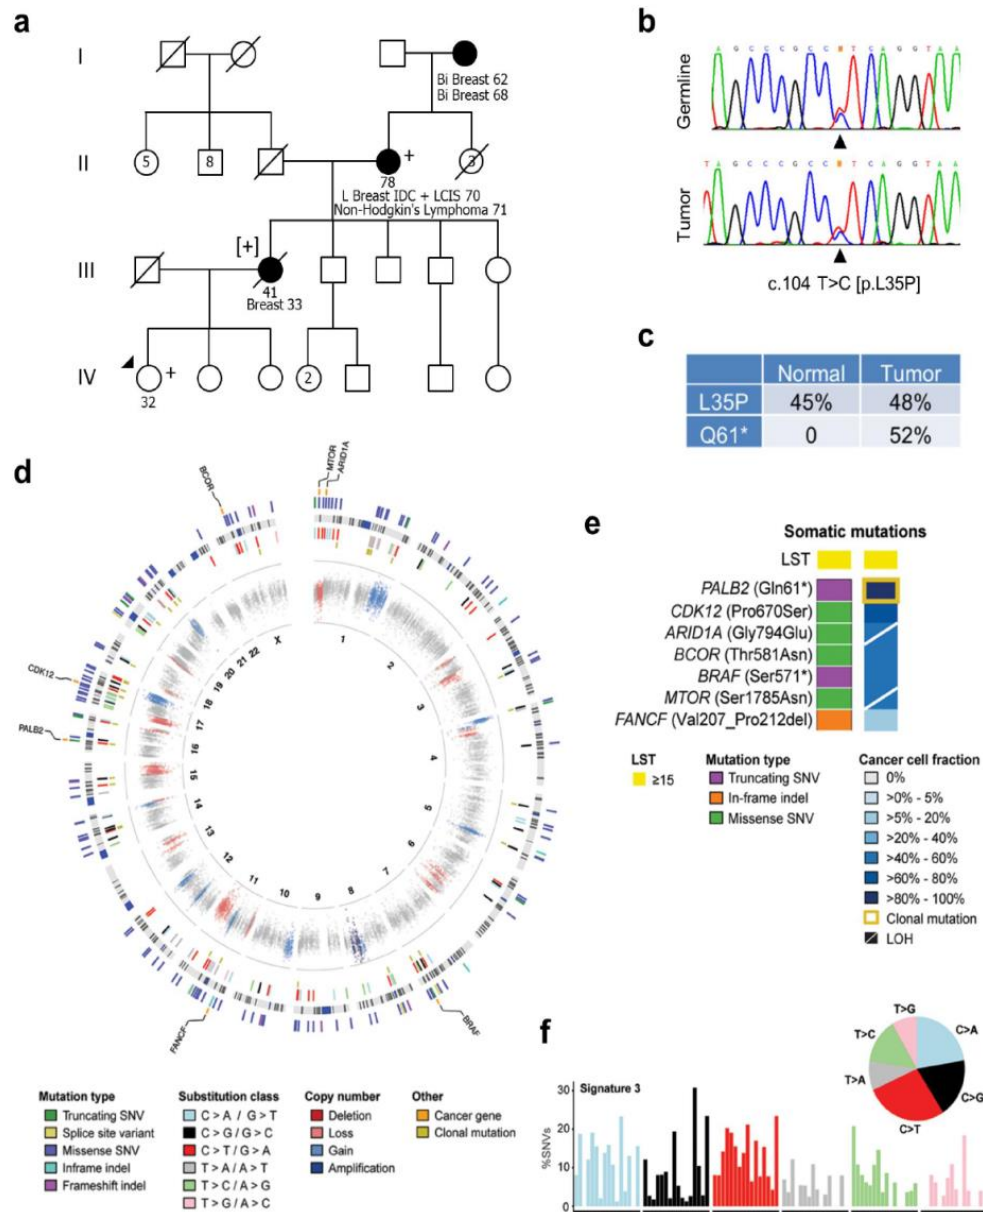 a
I
Bi Breast 62
Bi Breast 68
II
5
8
+
3
78
L Breast IDC + LCIS 70
Non-Hodgkin's Lymphoma 71
[+]
III
41
Breast 33
IV
+
2
32
b
Germline
A G C C C G C C N T C A G G T A A
Tumor
T A G C C C G C C N T C A G G T A A
c.104 T>C [p.L35P]
c
Normal Tumor
L35P 45% 48%
Q61* 0 52%
d
MTOR
ARID1A
BCOR
CDK12
PALB2
FANCF
BRAF
1
2
3
4
5
6
7
8
9
10
11
12
13
14
15
16
17
18
19
20
21
22
X
Mutation type
Truncating SNV
Splice site variant
Missense SNV
Inframe indel
Frameshift indel
Substitution class
C > A / G > T
C > G / G > C
C > T / G > A
T > A / A > T
T > C / A > G
T > G / A > C
Copy number
Deletion
Loss
Gain
Amplification
Other
Cancer gene
Clonal mutation
e
Somatic mutations
LST
PALB2 (Gln61*)
CDK12 (Pro670Ser)
ARID1A (Gly794Glu)
BCOR (Thr581Asn)
BRAF (Ser571*)
MTOR (Ser1785Asn)
FANCF (Val207_Pro212del)
LST
≥15
Mutation type
Truncating SNV
In-frame indel
Missense SNV
Cancer cell fraction
0%
>0% - 5%
>5% - 20%
>20% - 40%
>40% - 60%
>60% - 80%
>80% - 100%
Clonal mutation
LOH
f
Signature 3
%SNVs
30
20
10
0
T>G
C>A
T>C
T>A
C>G
C>T